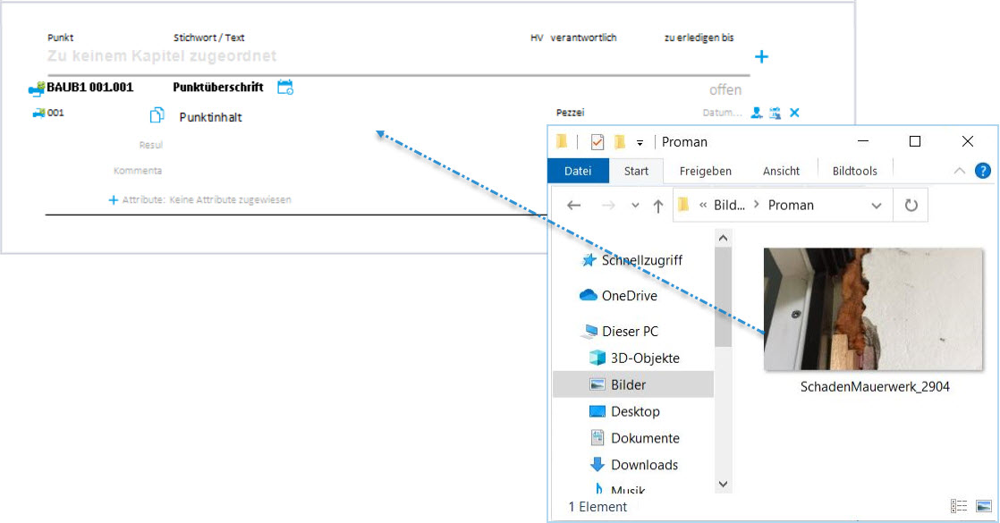 Punkt Stichwort / Text HV verantwortlich zu erledigen bis
Zu keinem Kapitel zugeordnet
BAUB1 001.001 Punktüberschrift offen
001 Punktinhalt Pezzei Datum...
Resul
Kommenta
Attribute: Keine Attribute zugewiesen
Proman
Datei Start Freigeben Ansicht Bildtools
« Bild... Proman
Schnellzugriff
OneDrive
Dieser PC
3D-Objekte
Bilder
Desktop
Dokumente
Downloads
Musik
SchadenMauerwerk_2904
1 Element